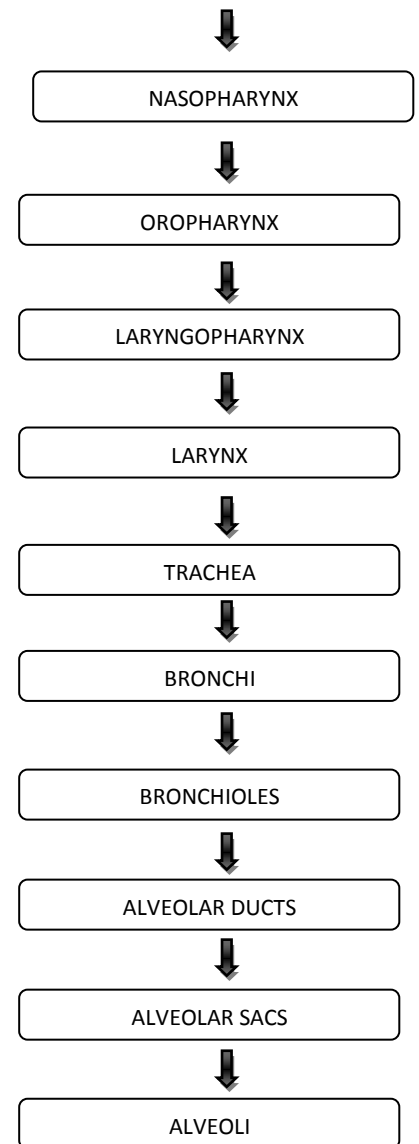 NASOPHARYNX
OROPHARYNX
LARYNGOPHARYNX
LARYNX
TRACHEA
BRONCHI
BRONCHIOLES
ALVEOLAR DUCTS
ALVEOLAR SACS
ALVEOLI